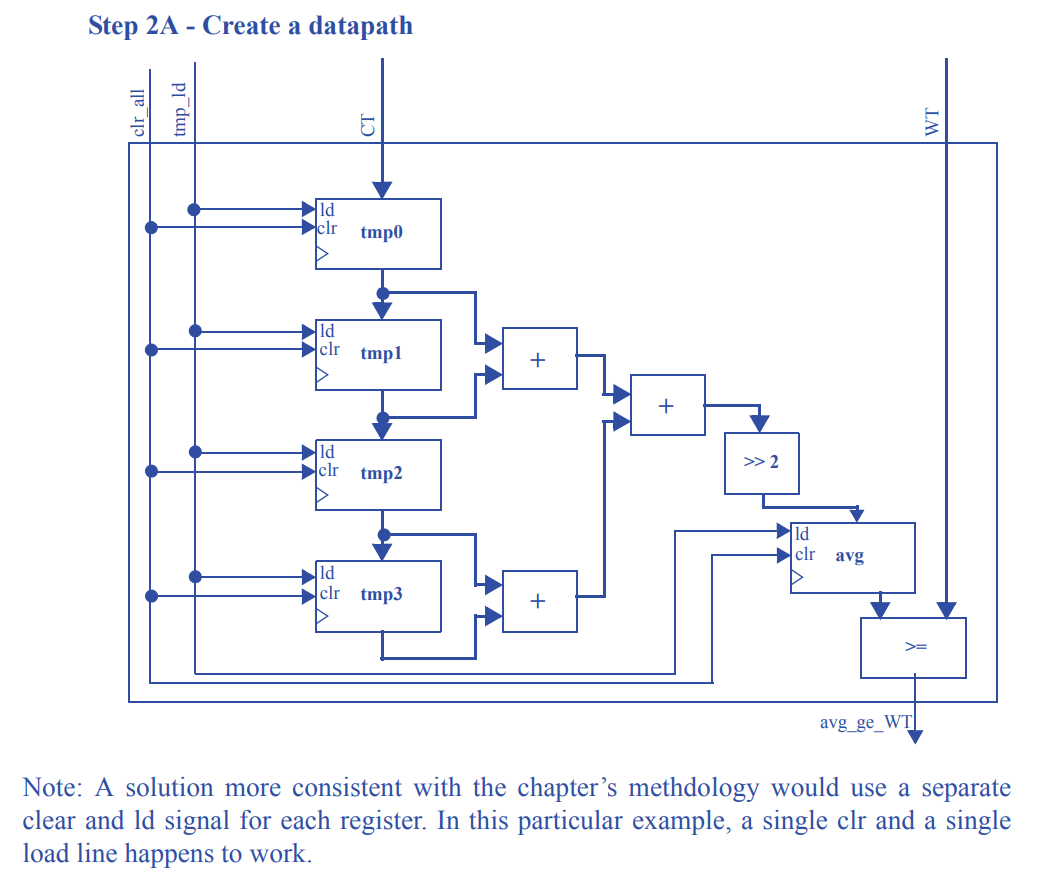 Step 2A - Create a datapath
clr_all
tmp_ld
CT
WT
ld
clr
tmp0
ld
clr
tmp1
+
+
ld
clr
tmp2
>> 2
ld
clr
avg
ld
clr
tmp3
+
>=
avg_ge_WT
Note: A solution more consistent with the chapter’s methdology would use a separate
clear and ld signal for each register. In this particular example, a single clr and a single
load line happens to work.